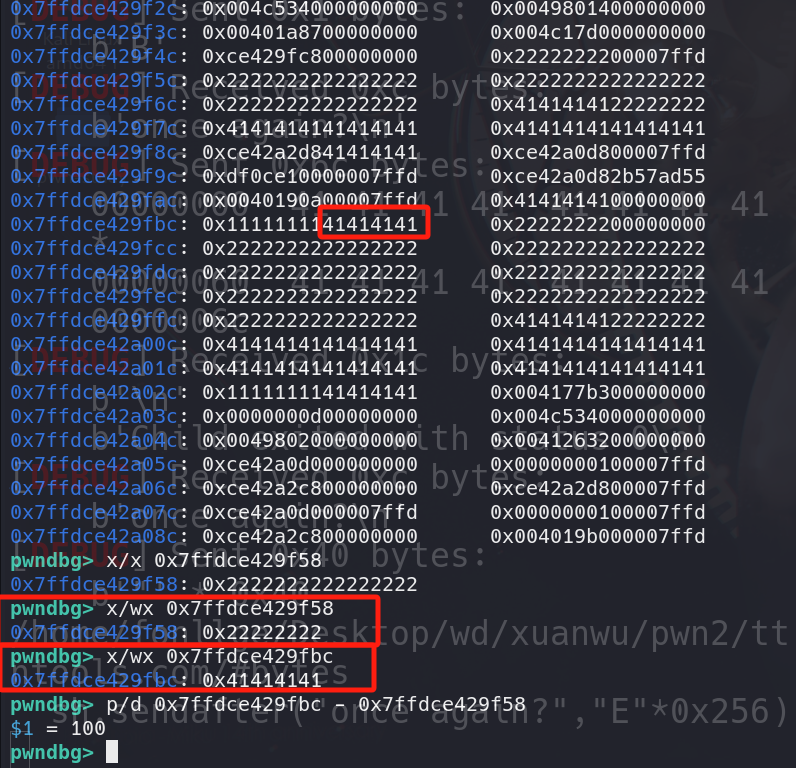 0x7ffdce429f2c: 0x004c534000000000 0x0049801400000000
0x7ffdce429f3c: 0x00401a8700000000 0x004c17d000000000
0x7ffdce429f4c: 0xce429fc800000000 0x2222222200007ffd
0x7ffdce429f5c: 0x2222222222222222 0x2222222222222222
0x7ffdce429f6c: 0x2222222222222222 0x4141414122222222
0x7ffdce429f7c: 0x4141414141414141 0x4141414141414141
0x7ffdce429f8c: 0xce42a2d841414141 0xce42a0d800007ffd
0x7ffdce429f9c: 0xdf0ce10000007ffd 0xce42a0d82b57ad55
0x7ffdce429fac: 0x0040190a00007ffd 0x4141414100000000
0x7ffdce429fbc: 0x1111111141414141 0x2222222200000000
0x7ffdce429fcc: 0x2222222222222222 0x2222222222222222
0x7ffdce429fdc: 0x2222222222222222 0x2222222222222222
0x7ffdce429fec: 0x2222222222222222 0x2222222222222222
0x7ffdce429ffc: 0x2222222222222222 0x4141414122222222
0x7ffdce42a00c: 0x4141414141414141 0x4141414141414141
0x7ffdce42a01c: 0x4141414141414141 0x4141414141414141
0x7ffdce42a02c: 0x1111111141414141 0x004177b300000000
0x7ffdce42a03c: 0x0000000d00000000 0x004c534000000000
0x7ffdce42a04c: 0x0049802000000000 0x0041263200000000
0x7ffdce42a05c: 0xce42a0d000000000 0x0000000100007ffd
0x7ffdce42a06c: 0xce42a2c800000000 0xce42a2d800007ffd
0x7ffdce42a07c: 0xce42a0d000007ffd 0x0000000100007ffd
0x7ffdce42a08c: 0xce42a2c800000000 0x004019b000007ffd
pwndbg> x/x 0x7ffdce429f58
0x7ffdce429f58: 0x2222222222222222
pwndbg> x/wx 0x7ffdce429f58
0x7ffdce429f58: 0x22222222
pwndbg> x/wx 0x7ffdce429fbc
0x7ffdce429fbc: 0x41414141
pwndbg> p/d 0x7ffdce429fbc - 0x7ffdce429f58
$1 = 100
pwndbg>